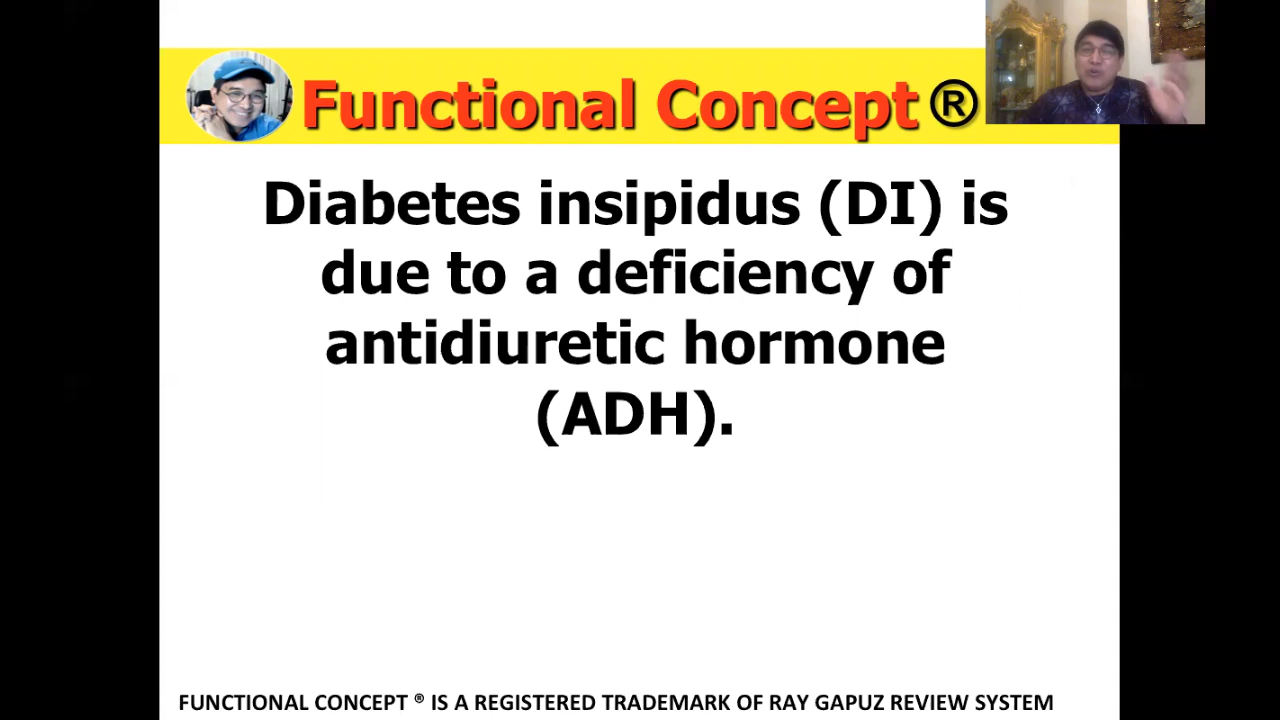 Functional Concept ®
Diabetes insipidus (DI) is
due to a deficiency of
antidiuretic hormone
(ADH).
FUNCTIONAL CONCEPT ® IS A REGISTERED TRADEMARK OF RAY GAPUZ REVIEW SYSTEM